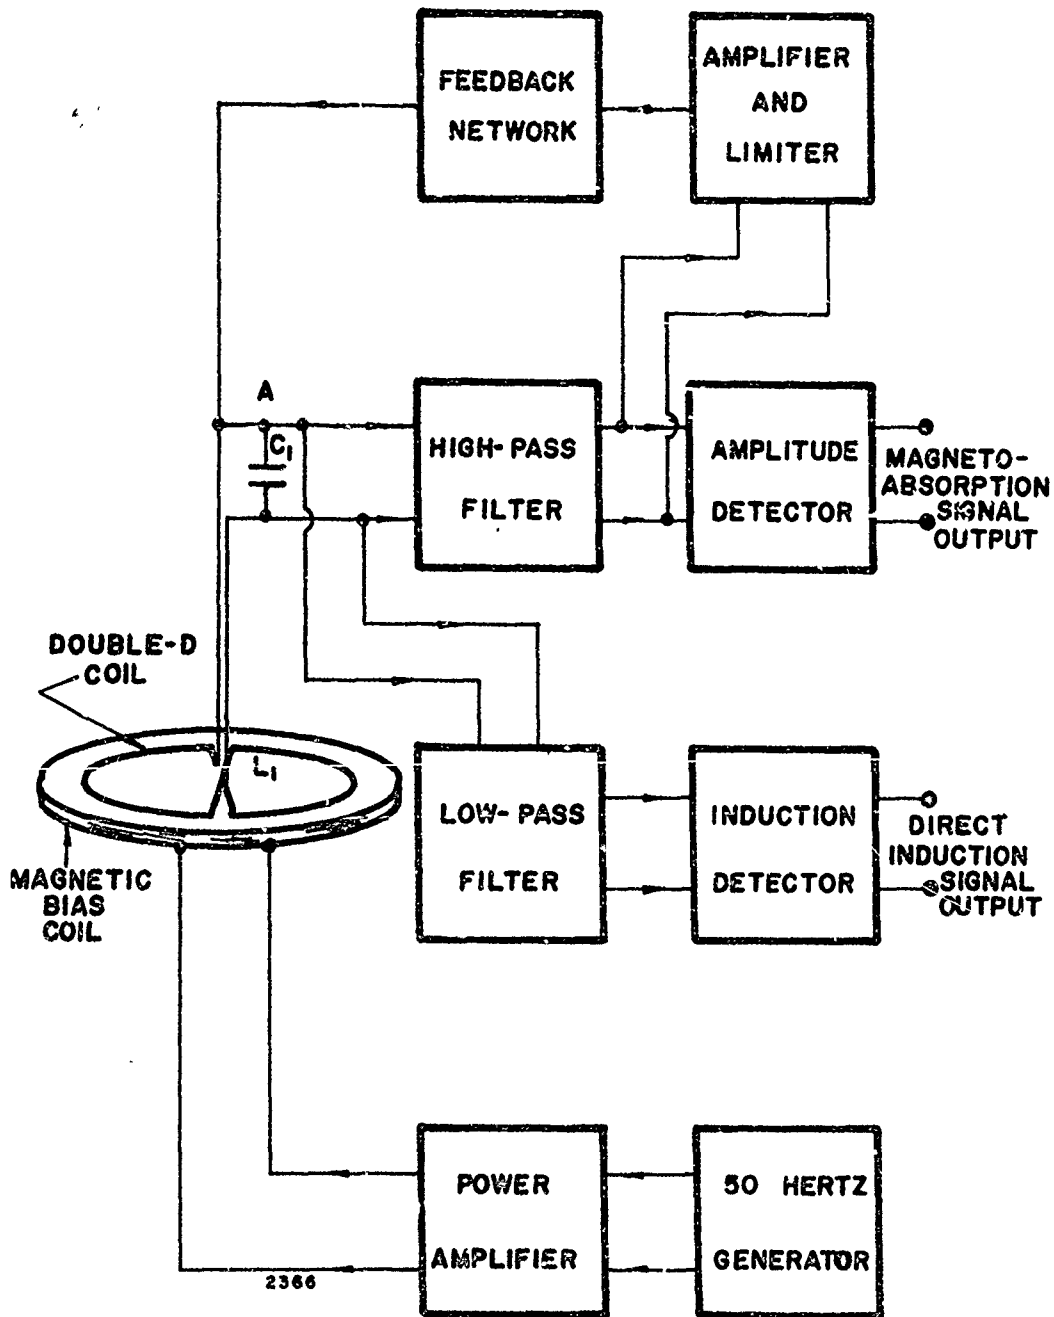 FEEDBACK
NETWORK
AMPLIFIER
AND
LIMITER
A
C1
HIGH-PASS
FILTER
AMPLITUDE
DETECTOR
MAGNETO-
ABSORPTION
SIGNAL
OUTPUT
DOUBLE-D
COIL
L1
MAGNETIC
BIAS
COIL
LOW-PASS
FILTER
INDUCTION
DETECTOR
DIRECT
INDUCTION
SIGNAL
OUTPUT
POWER
AMPLIFIER
50 HERTZ
GENERATOR
2366